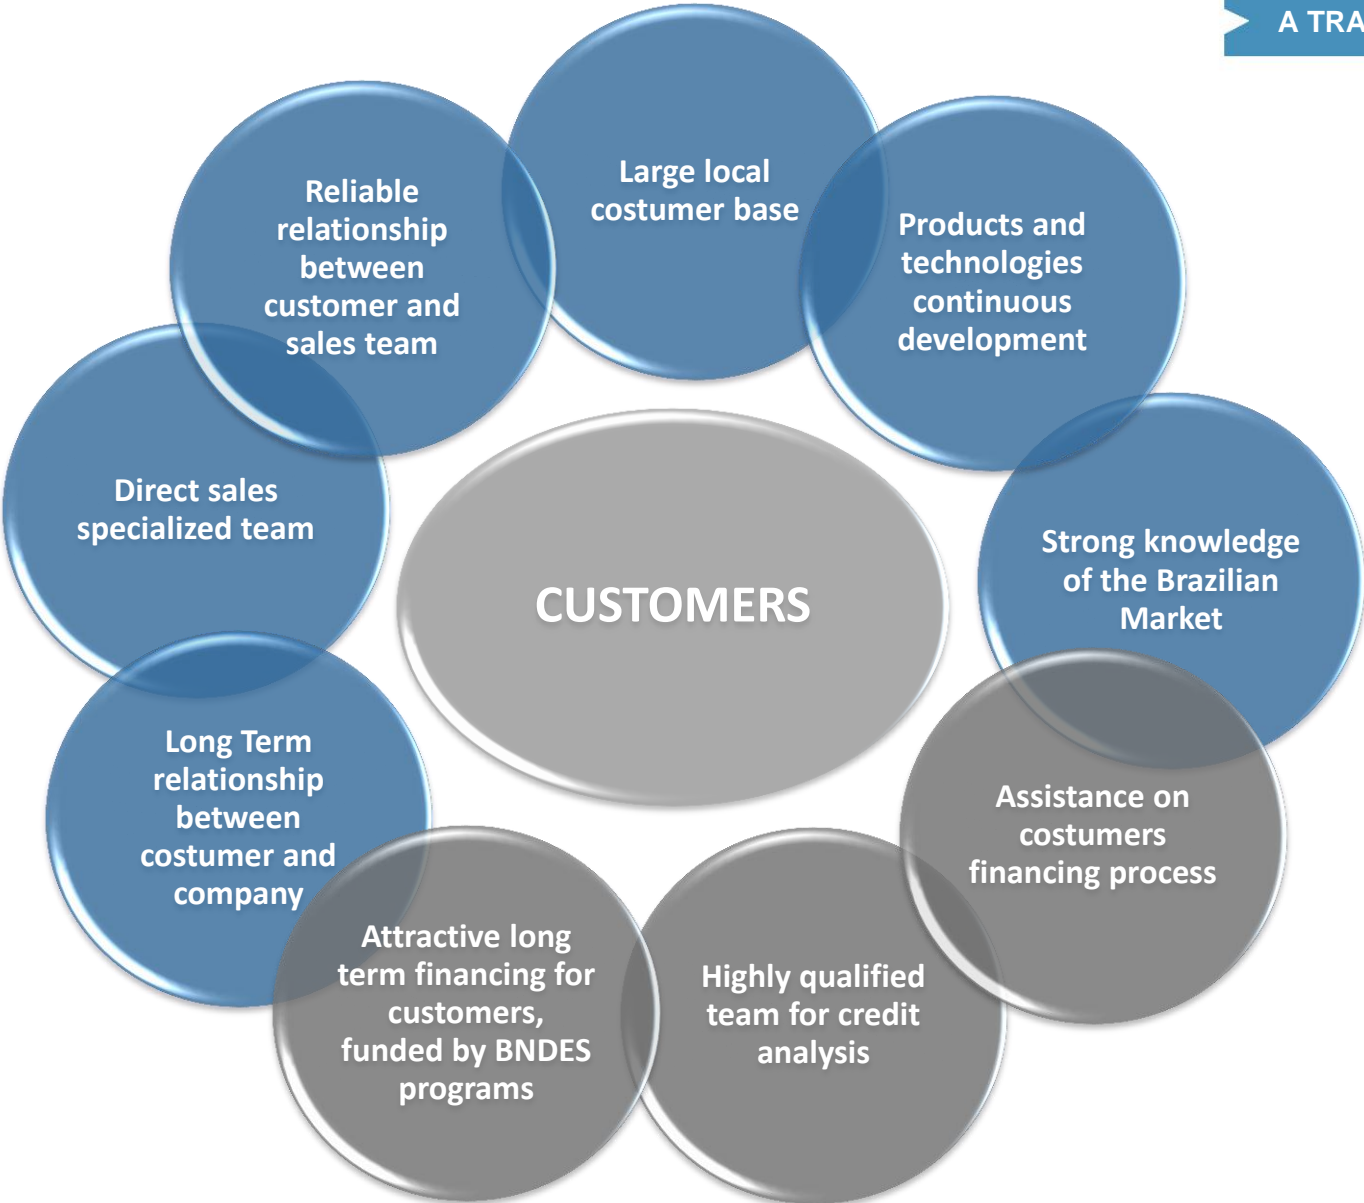 A TRA
Large local
costumer base
Reliable
relationship
between
customer and
sales team
Products and
technologies
continuous
development
Direct sales
specialized team
Strong knowledge
of the Brazilian
Market
CUSTOMERS
Long Term
relationship
between
costumer and
company
Assistance on
costumers
financing process
Attractive long
term financing for
customers,
funded by BNDES
programs
Highly qualified
team for credit
analysis